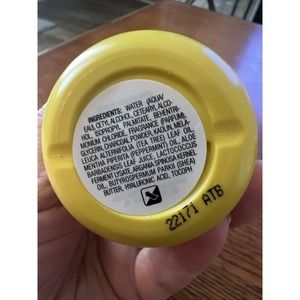 INGREDIENTS: WATER (AQUA/
EAU), CETYL ALCOHOL, CETEARYL ALCO-
HOL, ISOPROPYL PALMITATE, BEHENTRI-
MONIUM CHLORIDE, FRAGRANCE (PARFUM),
GLYCERIN, CHARCOAL POWDER, KAOLIN, MELA-
LEUCA ALTERNIFOLIA (TEA TREE) LEAF OIL,
MENTHA PIPERITA (PEPPERMINT) OIL, ALOE
BARBADENSIS LEAF JUICE, LACTOCOCCUS
FERMENT LYSATE, ARGANIA SPINOSA KERNEL
OIL, BUTYROSPERMUM PARKII (SHEA)
BUTTER, HYALURONIC ACID, TOCOPH
22171 ATB